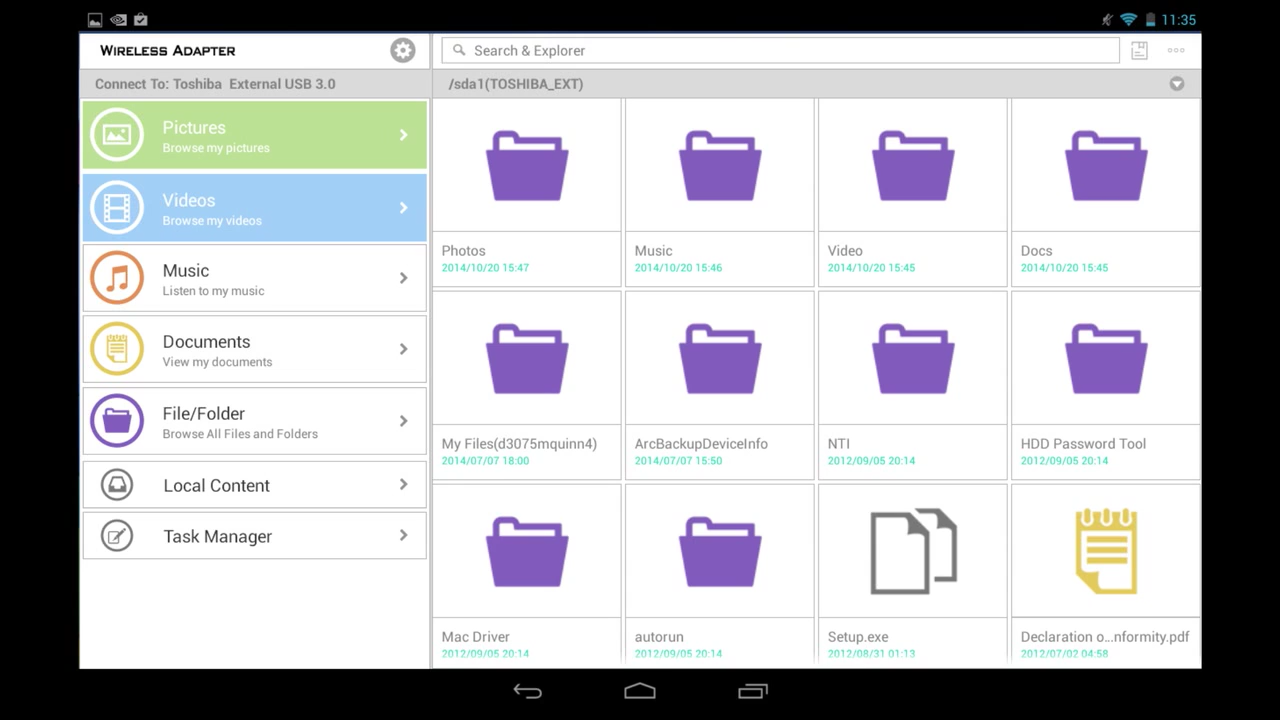 11:35
WIRELESS ADAPTER
Search & Explorer
Connect To: Toshiba External USB 3.0
/sda1(TOSHIBA_EXT)
Pictures
Browse my pictures
Videos
Browse my videos
Music
Listen to my music
Documents
View my documents
File/Folder
Browse All Files and Folders
Local Content
Task Manager
Photos
2014/10/20 15:47
Music
2014/10/20 15:46
Video
2014/10/20 15:45
Docs
2014/10/20 15:45
My Files(d3075mquinn4)
2014/07/07 18:00
ArcBackupDeviceInfo
2014/07/07 15:50
NTI
2012/09/05 20:14
HDD Password Tool
2012/09/05 20:14
Mac Driver
2012/09/05 20:14
autorun
2012/09/05 20:14
Setup.exe
2012/08/31 01:13
Declaration o...nformity.pdf
2012/07/02 04:58